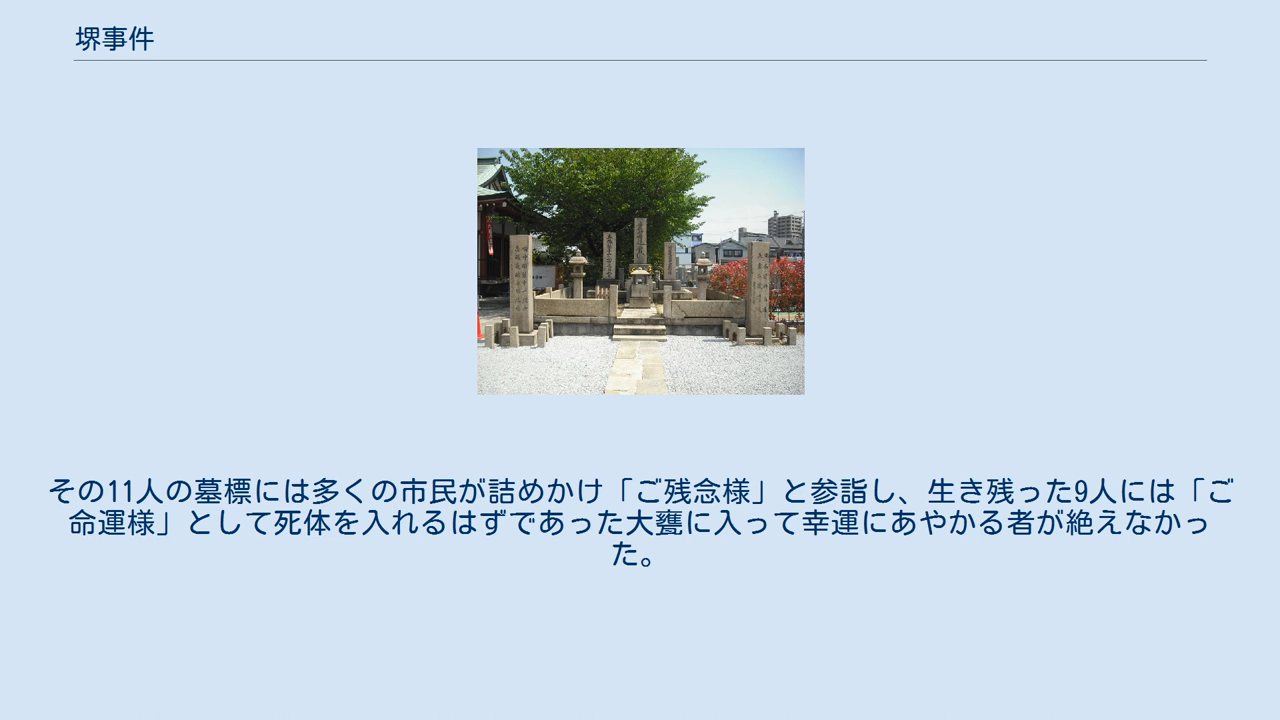 堺事件
その11人の墓標には多くの市民が詰めかけ「ご残念様」と参詣し、生き残った9人には「ご
命運様」として死体を入れるはずであった大甕に入って幸運にあやかる者が絶えなかっ
た。